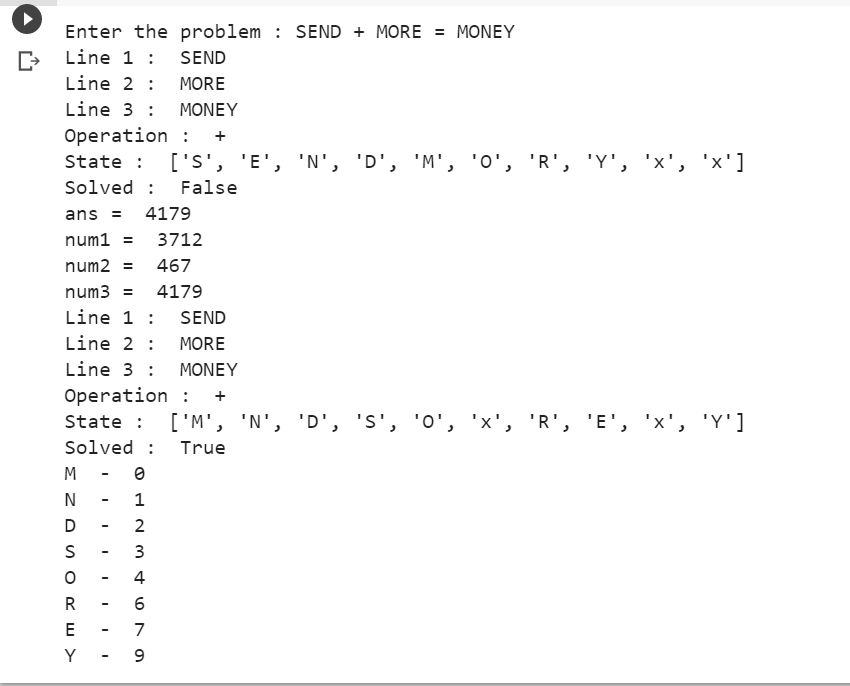 Enter the problem : SEND + MORE = MONEY
Line 1 :  SEND
Line 2 :  MORE
Line 3 :  MONEY
Operation :  +
State :  ['S', 'E', 'N', 'D', 'M', 'O', 'R', 'Y', 'x', 'x']
Solved :  False
ans =  4179
num1 =  3712
num2 =  467
num3 =  4179
Line 1 :  SEND
Line 2 :  MORE
Line 3 :  MONEY
Operation :  +
State :  ['M', 'N', 'D', 'S', 'O', 'x', 'R', 'E', 'x', 'Y']
Solved :  True
M  -  0
N  -  1
D  -  2
S  -  3
O  -  4
R  -  6
E  -  7
Y  -  9